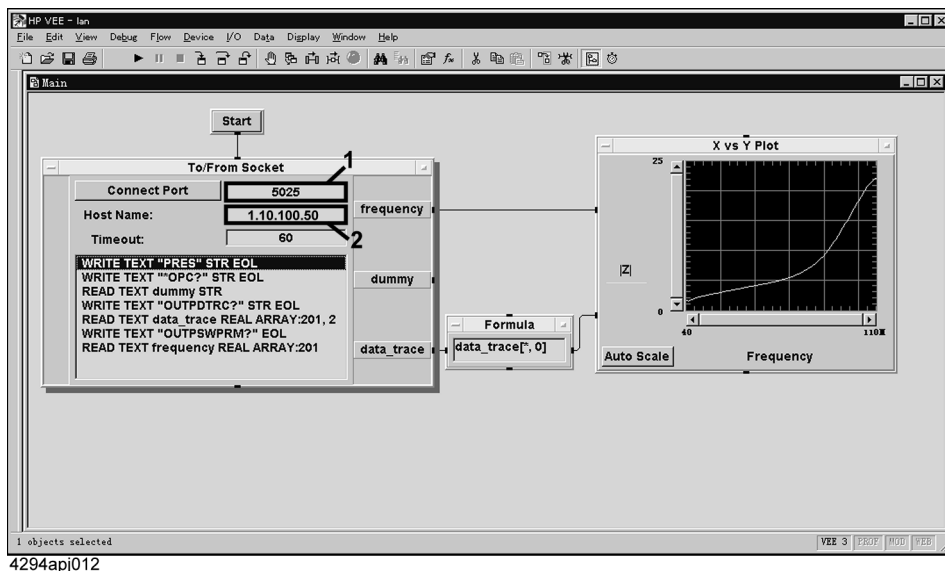 HP VEE - lan
File Edit View Debug Flow Device I/O Data Display Window Help
Main
Start
To/From Socket
1
Connect Port 5025
Host Name: 1.10.100.50
2
Timeout: 60
WRITE TEXT "PRES" STR EOL
WRITE TEXT "*OPC?" STR EOL
READ TEXT dummy STR
WRITE TEXT "OUTPDTRC?" STR EOL
READ TEXT data_trace REAL ARRAY:201, 2
WRITE TEXT "OUTPSWPRM?" EOL
READ TEXT frequency REAL ARRAY:201
frequency
dummy
data_trace
Formula
data_trace[*, 0]
X vs Y Plot
25
|Z|
0
40 110M
Auto Scale Frequency
1 objects selected
VEE 3 PROF MOD WEB
4294apj012